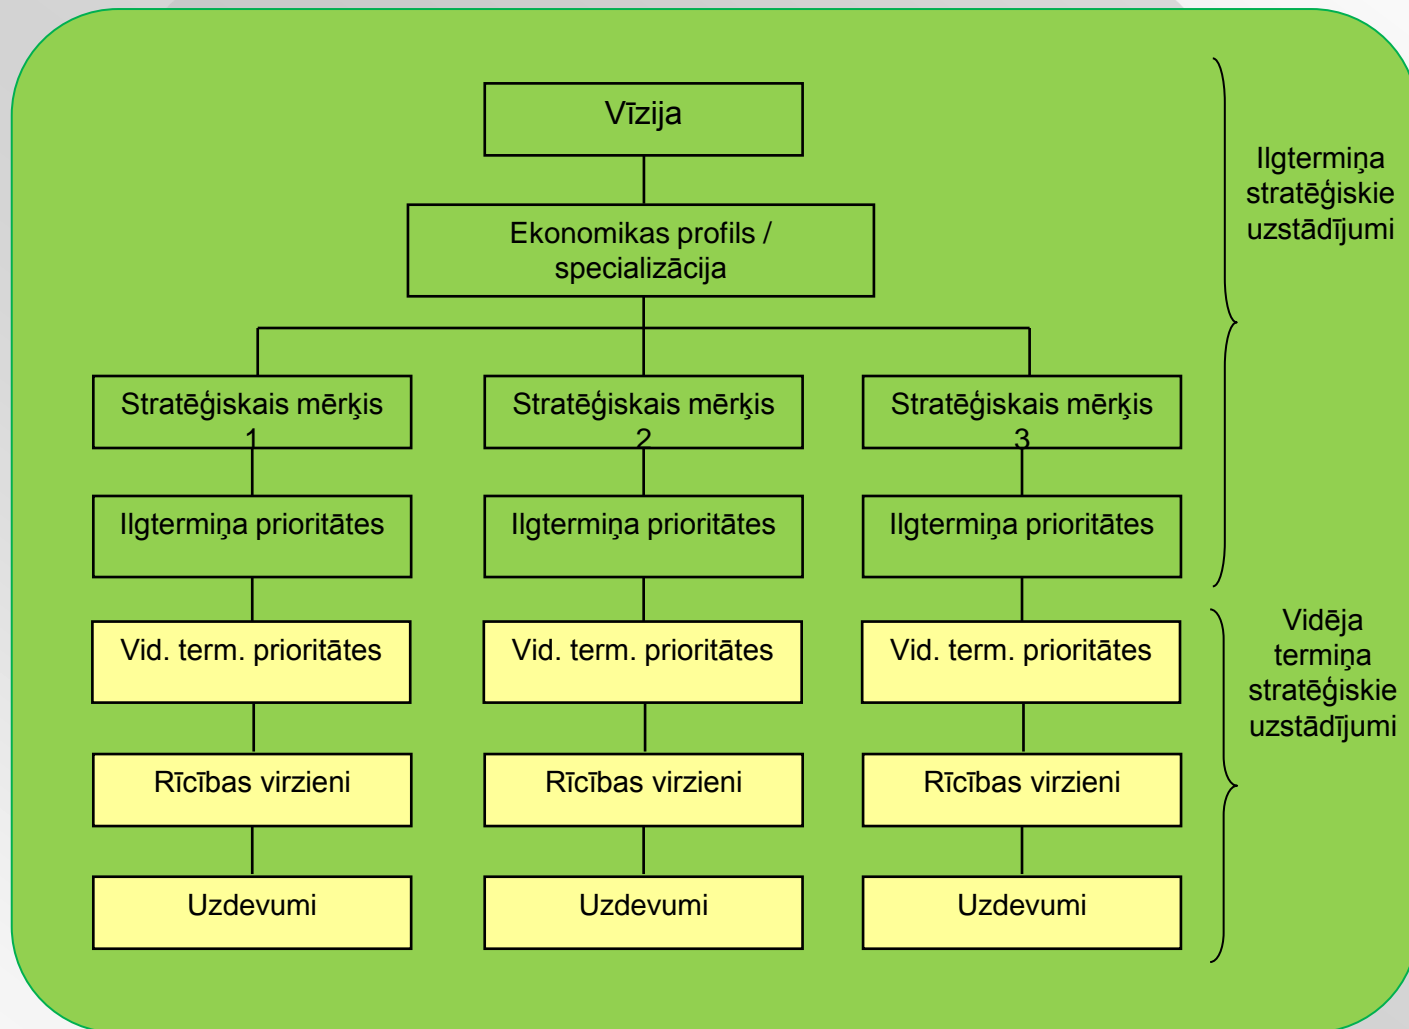 Vīzija
Ekonomikas profils /
specializācija
Ilgtermiņa
stratēģiskie
uzstādījumi
Stratēģiskais mērķis
1
Stratēģiskais mērķis
2
Stratēģiskais mērķis
3
Ilgtermiņa prioritātes
Ilgtermiņa prioritātes
Ilgtermiņa prioritātes
Vid. term. prioritātes
Vid. term. prioritātes
Vid. term. prioritātes
Vidēja
termiņa
stratēģiskie
uzstādījumi
Rīcības virzieni
Rīcības virzieni
Rīcības virzieni
Uzdevumi
Uzdevumi
Uzdevumi